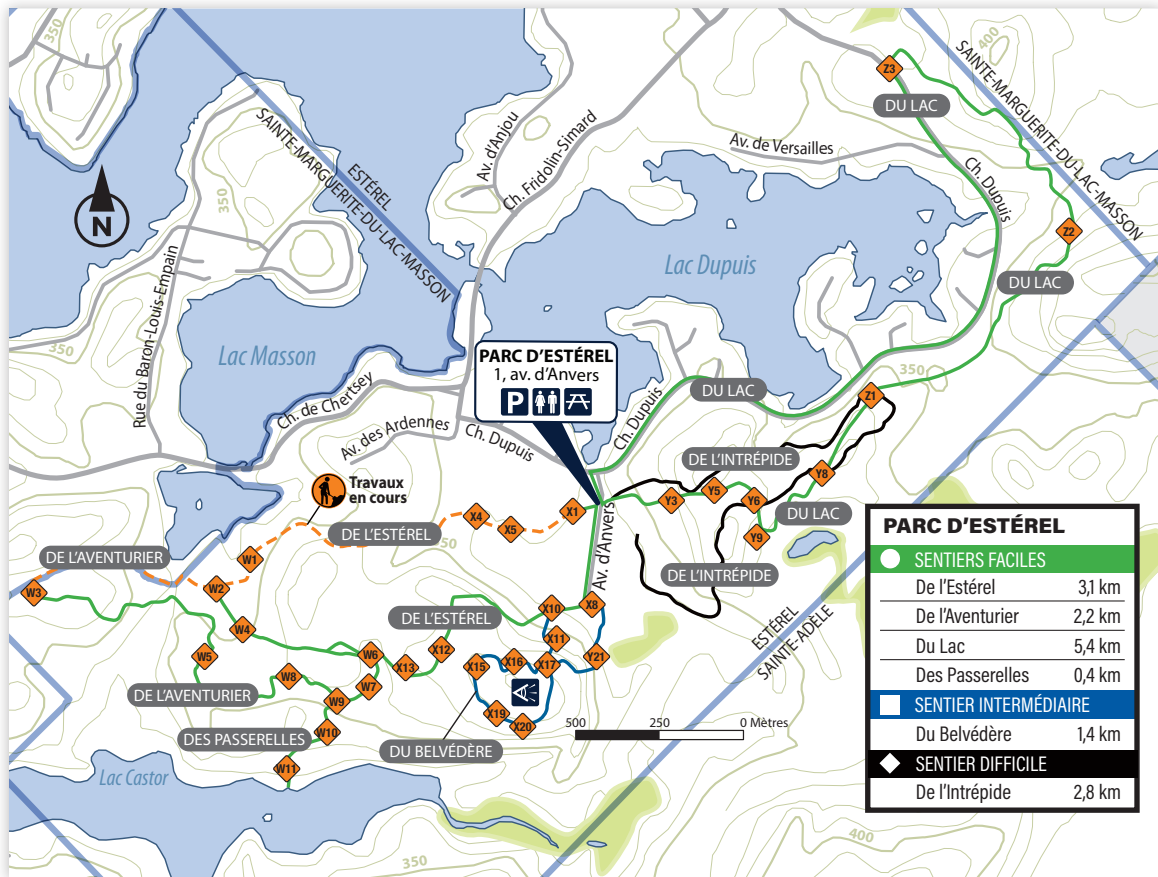 350
400
SAINTE-MARGUERITE-DU-LAC-MASSON
Z3
DU LAC
ESTÉREL
SAINTE-MARGUERITE-DU-LAC-MASSON
Av. d'Anjou
Ch. Fridolin-Simard
Av. de Versailles
Ch. Dupuis
DU LAC
Z2
N
350
Rue du Baron-Louis-Empain
Lac Dupuis
DU LAC
350
Lac Masson
PARC D'ESTÉREL
1, av. d'Anvers
P
Ch. de Chertsey
Av. des Ardennes
Ch. Dupuis
Ch. Dupuis
DU LAC
350
Z1
Travaux
en cours
DE L'INTRÉPIDE
Y8
Y5
Y3
Y6
X1
X4
X5
DU LAC
Y9
DE L'ESTÉREL
50
Av. d'Anvers
DE L'AVENTURIER
W1
W2
W3
DE L'INTRÉPIDE
ESTÉREL
SAINTE-ADÈLE
X8
X10
DE L'ESTÉREL
W4
X11
X12
W5
W6
X13
X15
X16
X17
Y21
W8
W7
DE L'AVENTURIER
W9
X19
X20
W10
DES PASSERELLES
DU BELVÉDÈRE
500
250
0 Mètres
W11
Lac Castor
350
400
PARC D'ESTÉREL
SENTIERS FACILES
De l'Estérel 3,1 km
De l'Aventurier 2,2 km
Du Lac 5,4 km
Des Passerelles 0,4 km
SENTIER INTERMÉDIAIRE
Du Belvédère 1,4 km
SENTIER DIFFICILE
De l'Intrépide 2,8 km